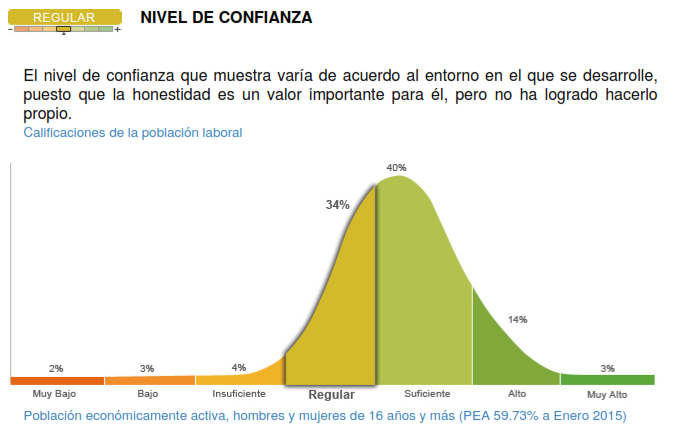 REGULAR
NIVEL DE CONFIANZA
- +
El nivel de confianza que muestra varía de acuerdo al entorno en el que se desarrolle,
puesto que la honestidad es un valor importante para él, pero no ha logrado hacerlo
propio.
Calificaciones de la población laboral
40%
34%
14%
2% 3% 4% 3%
Muy Bajo Bajo Insuficiente Regular Suficiente Alto Muy Alto
Población económicamente activa, hombres y mujeres de 16 años y más (PEA 59.73% a Enero 2015)